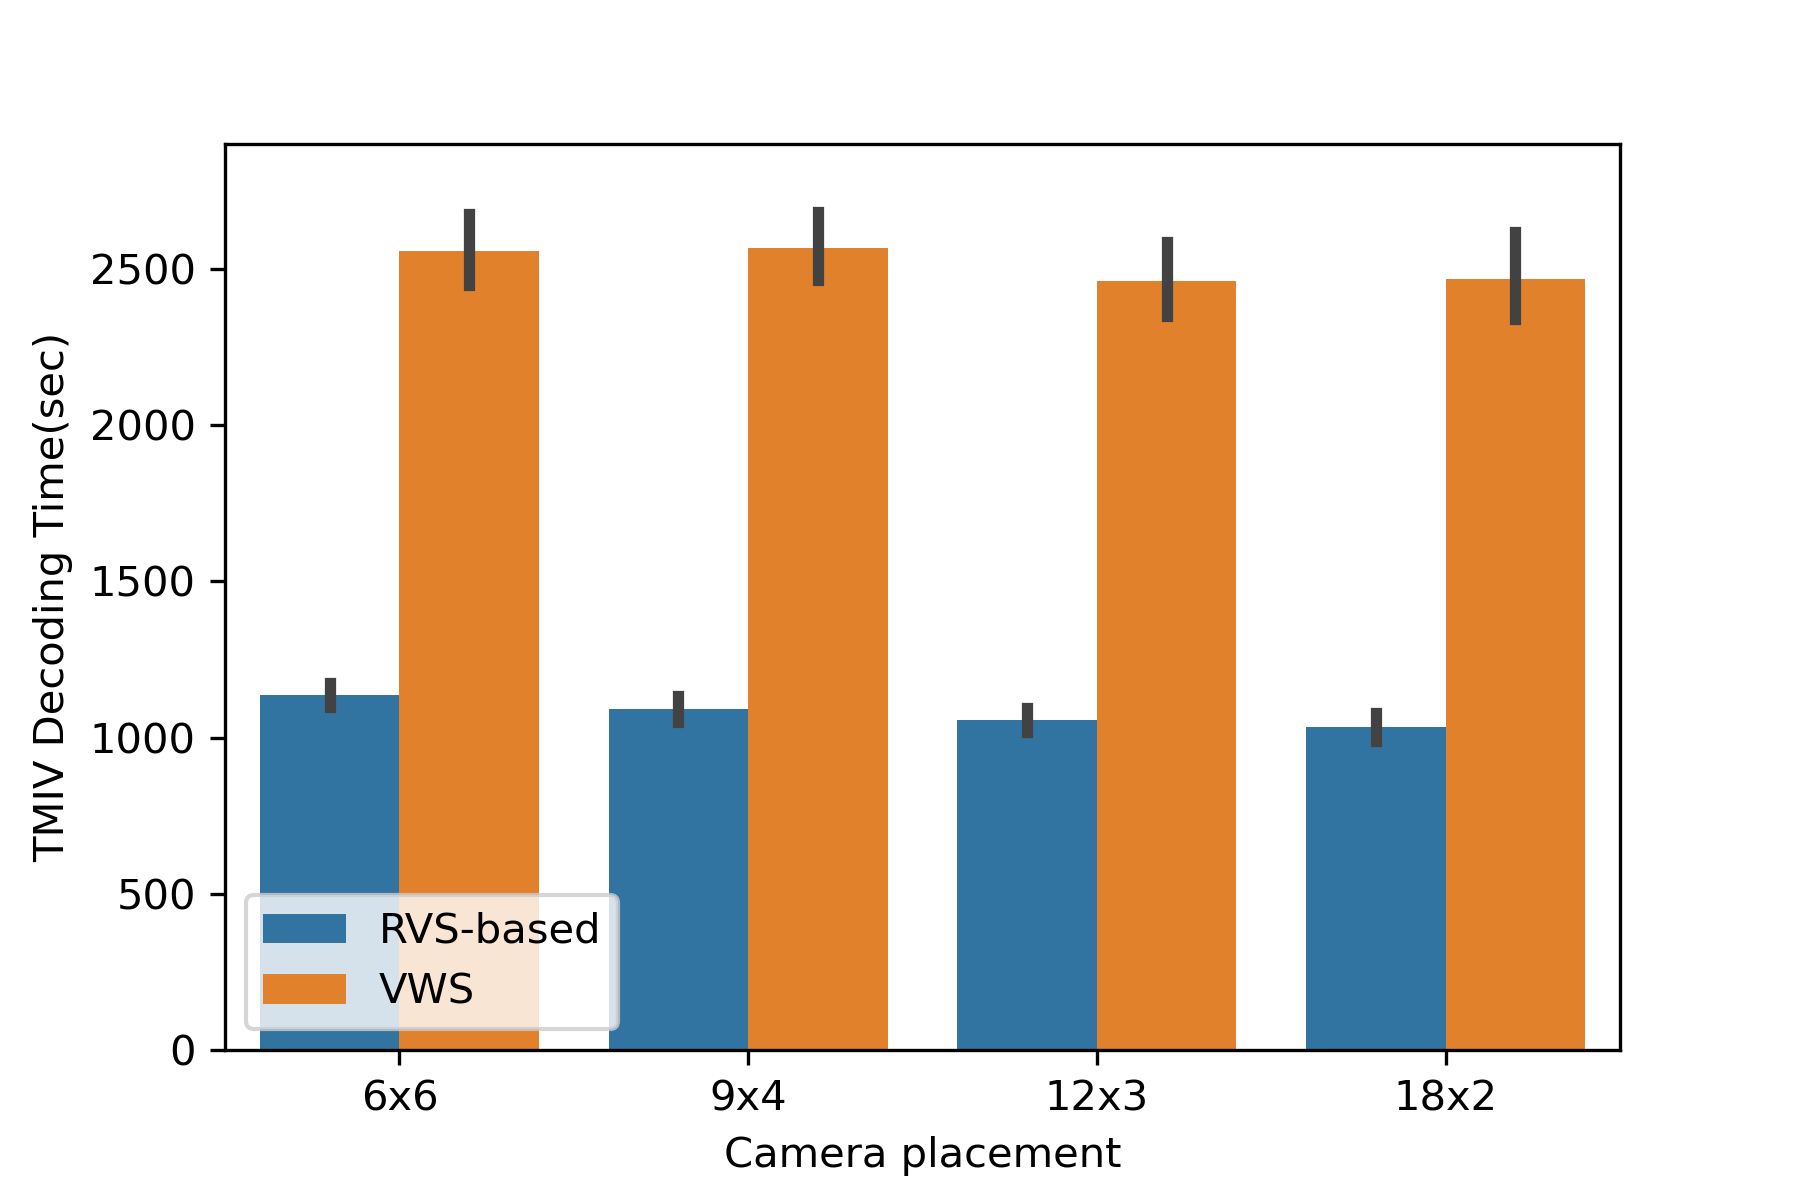 TMIV Decoding Time(sec)
2500
2000
1500
1000
500
0
RVS-based
VWS
6x6
9x4
12x3
18x2
Camera placement